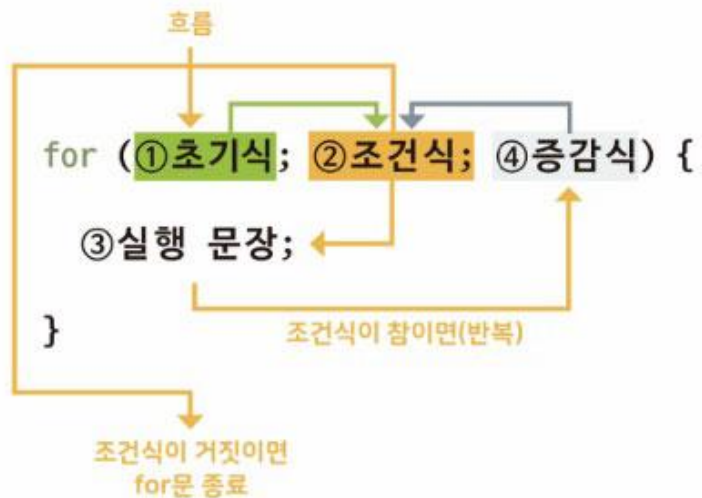 흐름
for (①초기식; ②조건식; ④증감식) {
③실행 문장;
조건식이 참이면(반복)
}
조건식이 거짓이면
for문 종료